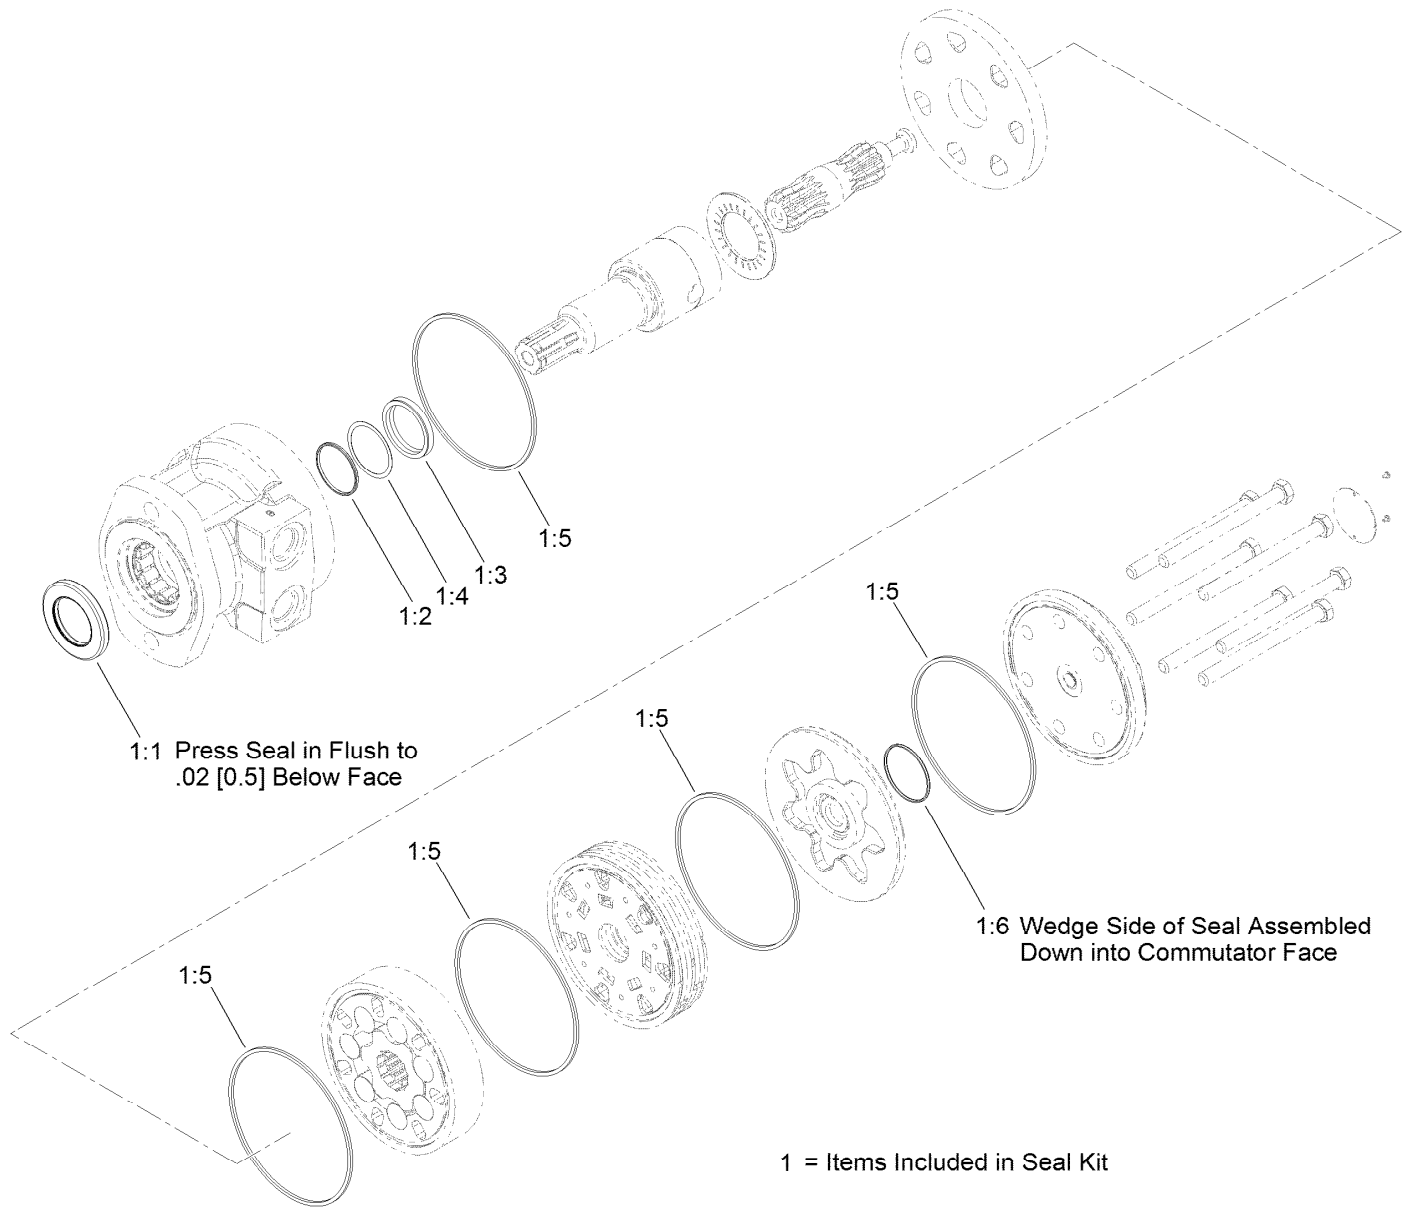 1:5
1:3
1:4
1:2
1:5
1:1 Press Seal in Flush to
.02 [0.5] Below Face
1:5
1:5
1:6 Wedge Side of Seal Assembled
Down into Commutator Face
1:5
1 = Items Included in Seal Kit